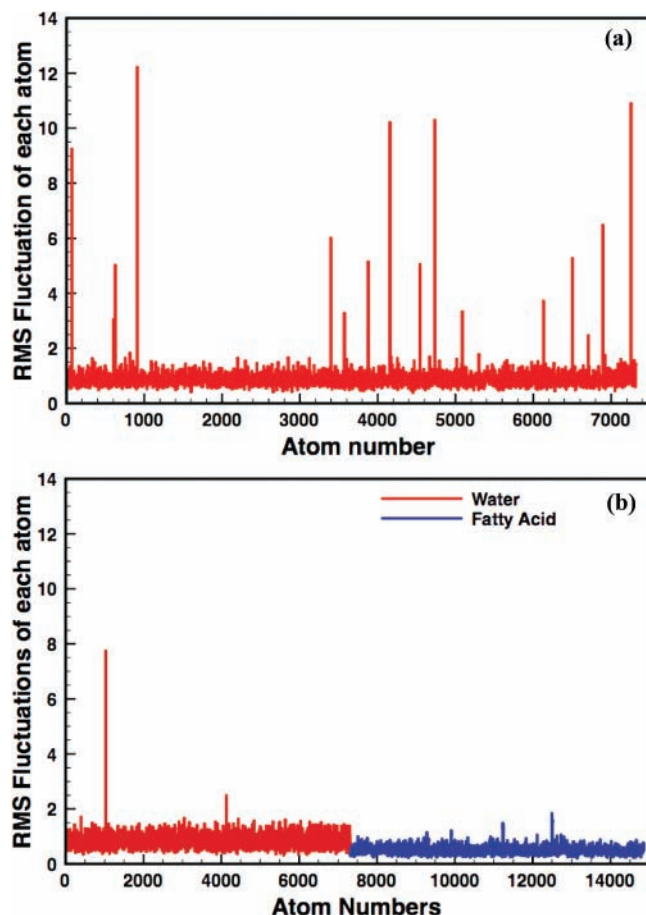 (a)
RMS Fluctuation of each atom
14
12
10
8
6
4
2
0
0 1000 2000 3000 4000 5000 6000 7000
Atom number
(b)
Water
Fatty Acid
RMS Fluctuations of each atom
14
12
10
8
6
4
2
0
0 2000 4000 6000 8000 10000 12000 14000
Atom Numbers